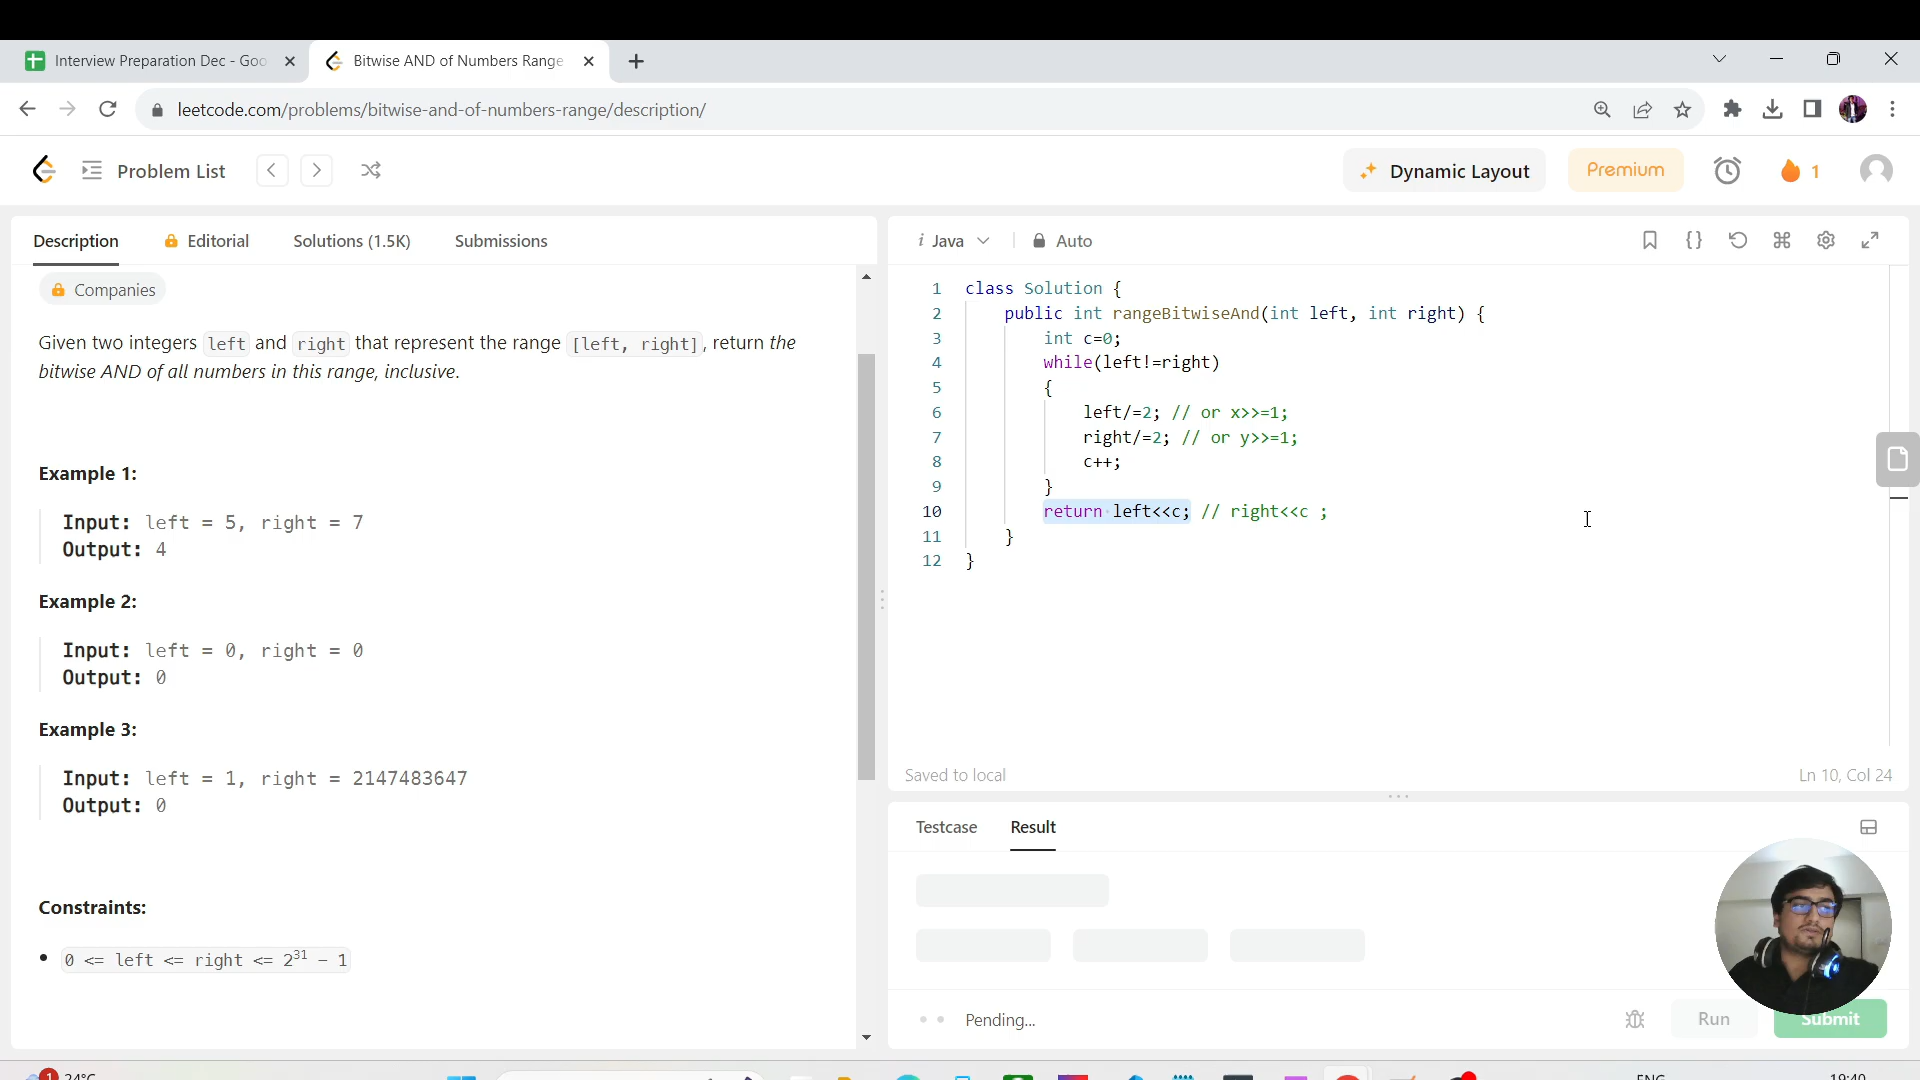 Interview Preparation Dec - Goo
Bitwise AND of Numbers Range
leetcode.com/problems/bitwise-and-of-numbers-range/description/
Problem List
Dynamic Layout
Premium
1
Description
Editorial
Solutions (1.5K)
Submissions
Companies
Given two integers left and right that represent the range [left, right], return the
bitwise AND of all numbers in this range, inclusive.
Example 1:
Input: left = 5, right = 7
Output: 4
Example 2:
Input: left = 0, right = 0
Output: 0
Example 3:
Input: left = 1, right = 2147483647
Output: 0
Constraints:
• 0 <= left <= right <= 2³¹ - 1
i Java
Auto
1 class Solution {
2 public int rangeBitwiseAnd(int left, int right) {
3 int c=0;
4 while(left!=right)
5 {
6 left/=2; // or x>>=1;
7 right/=2; // or y>>=1;
8 c++;
9 }
10 return left<<c; // right<<c ;
11 }
12 }
Saved to local
Ln 10, Col 24
Testcase
Result
Pending...
Run
Submit
1
24°C
ENG
19:40